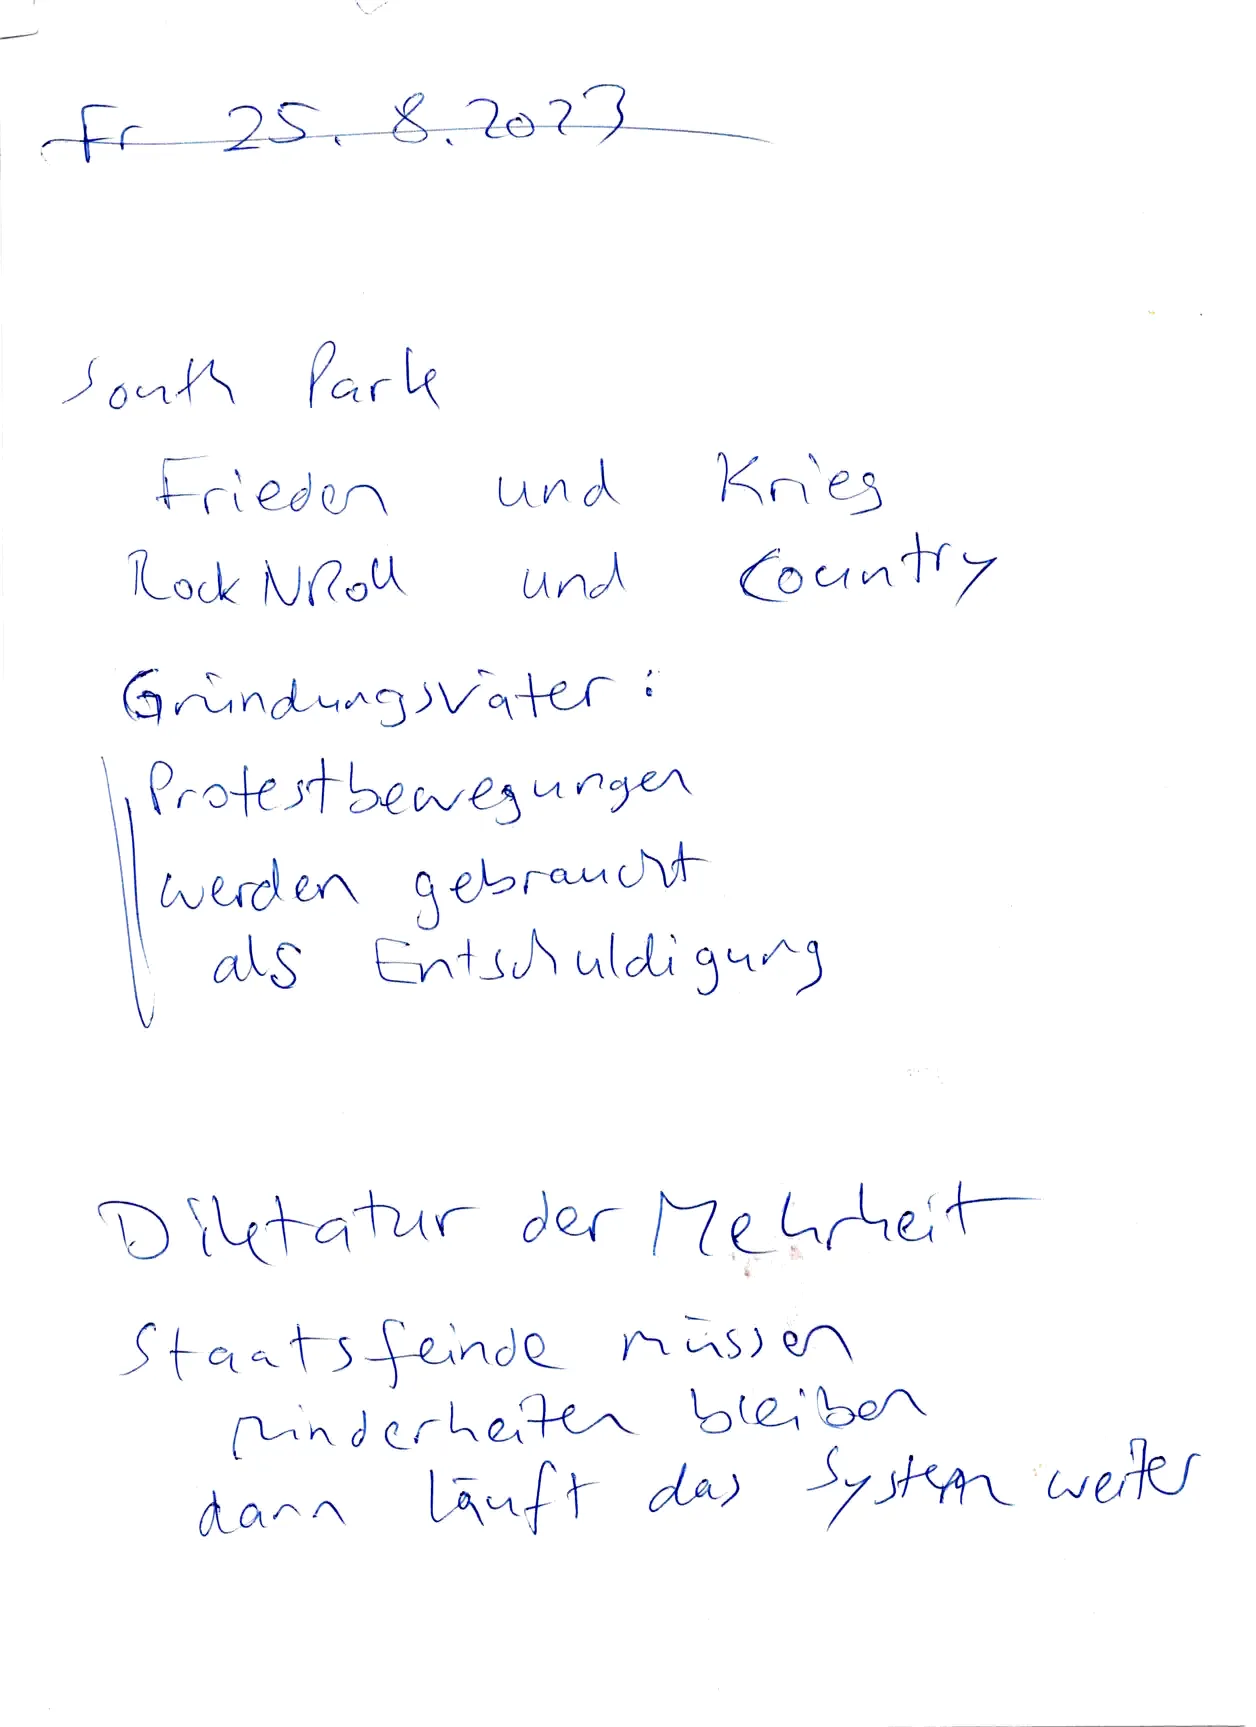 Fr 25. 8. 2023
South Park
Frieden und Krieg
Rock NRoll und Country
Gründungsväter :
Protestbewegungen
werden gebraucht
als Entschuldigung
Diktatur der Mehrheit
Staatsfeinde müssen
Minderheiten bleiben
dann läuft das System weiter